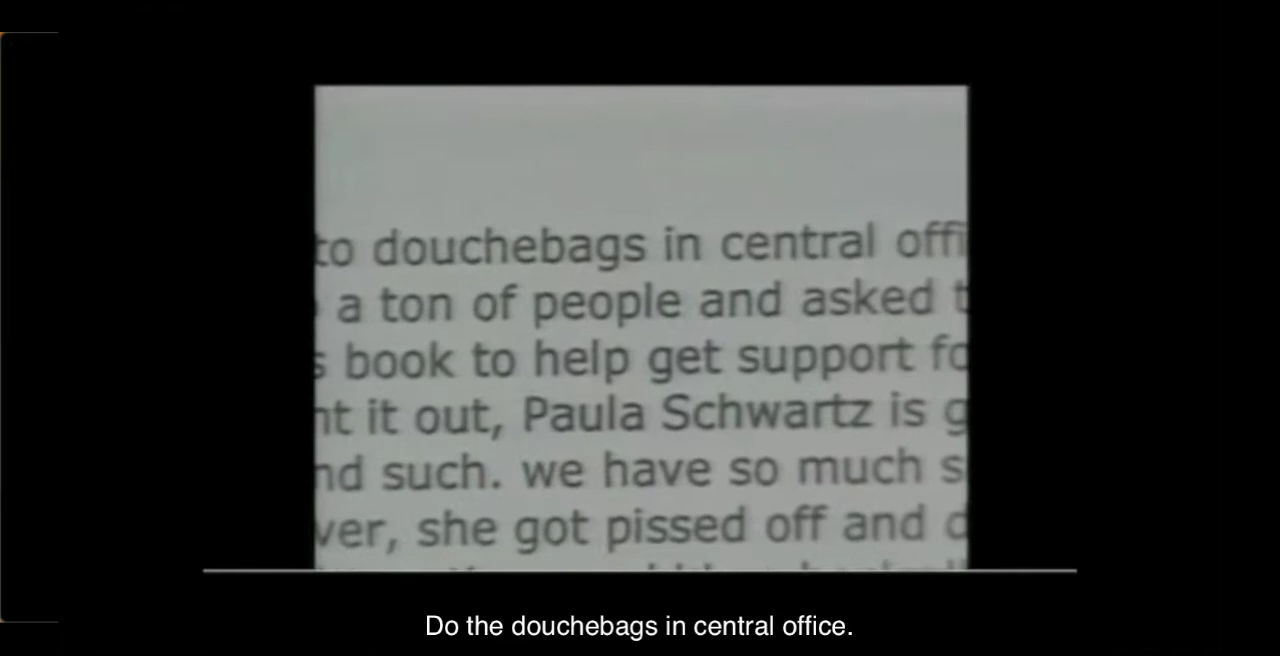 to douchebags in central offi
a ton of people and asked t
s book to help get support fo
nt it out, Paula Schwartz is g
nd such. we have so much s
ver, she got pissed off and d
Do the douchebags in central office.